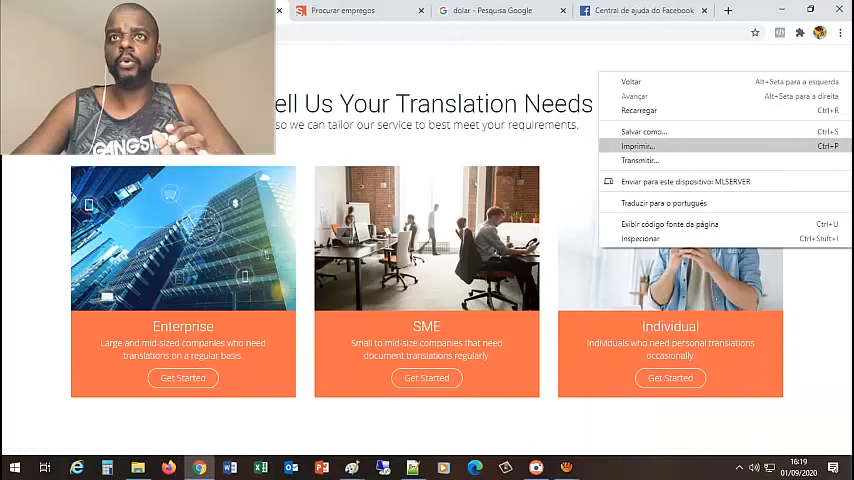 Procurar empregos
dolar - Pesquisa Google
Central de ajuda do Facebook
GANGST
ell Us Your Translation Needs
so we can tailor our service to best meet your requirements.
Voltar Alt+Seta para a esquerda
Avançar Alt+Seta para a direita
Recarregar Ctrl+R
Salvar como... Ctrl+S
Imprimir... Ctrl+P
Transmitir...
Enviar para este dispositivo: MLSERVER
Traduzir para o português
Exibir código fonte da página Ctrl+U
Inspecionar Ctrl+Shift+I
Enterprise
Large and mid-sized companies who need
translations on a regular basis.
Get Started
SME
Small to mid-size companies that need
document translations regularly.
Get Started
Individual
Individuals who need personal translations
occasionally.
Get Started
16:19
01/09/2020